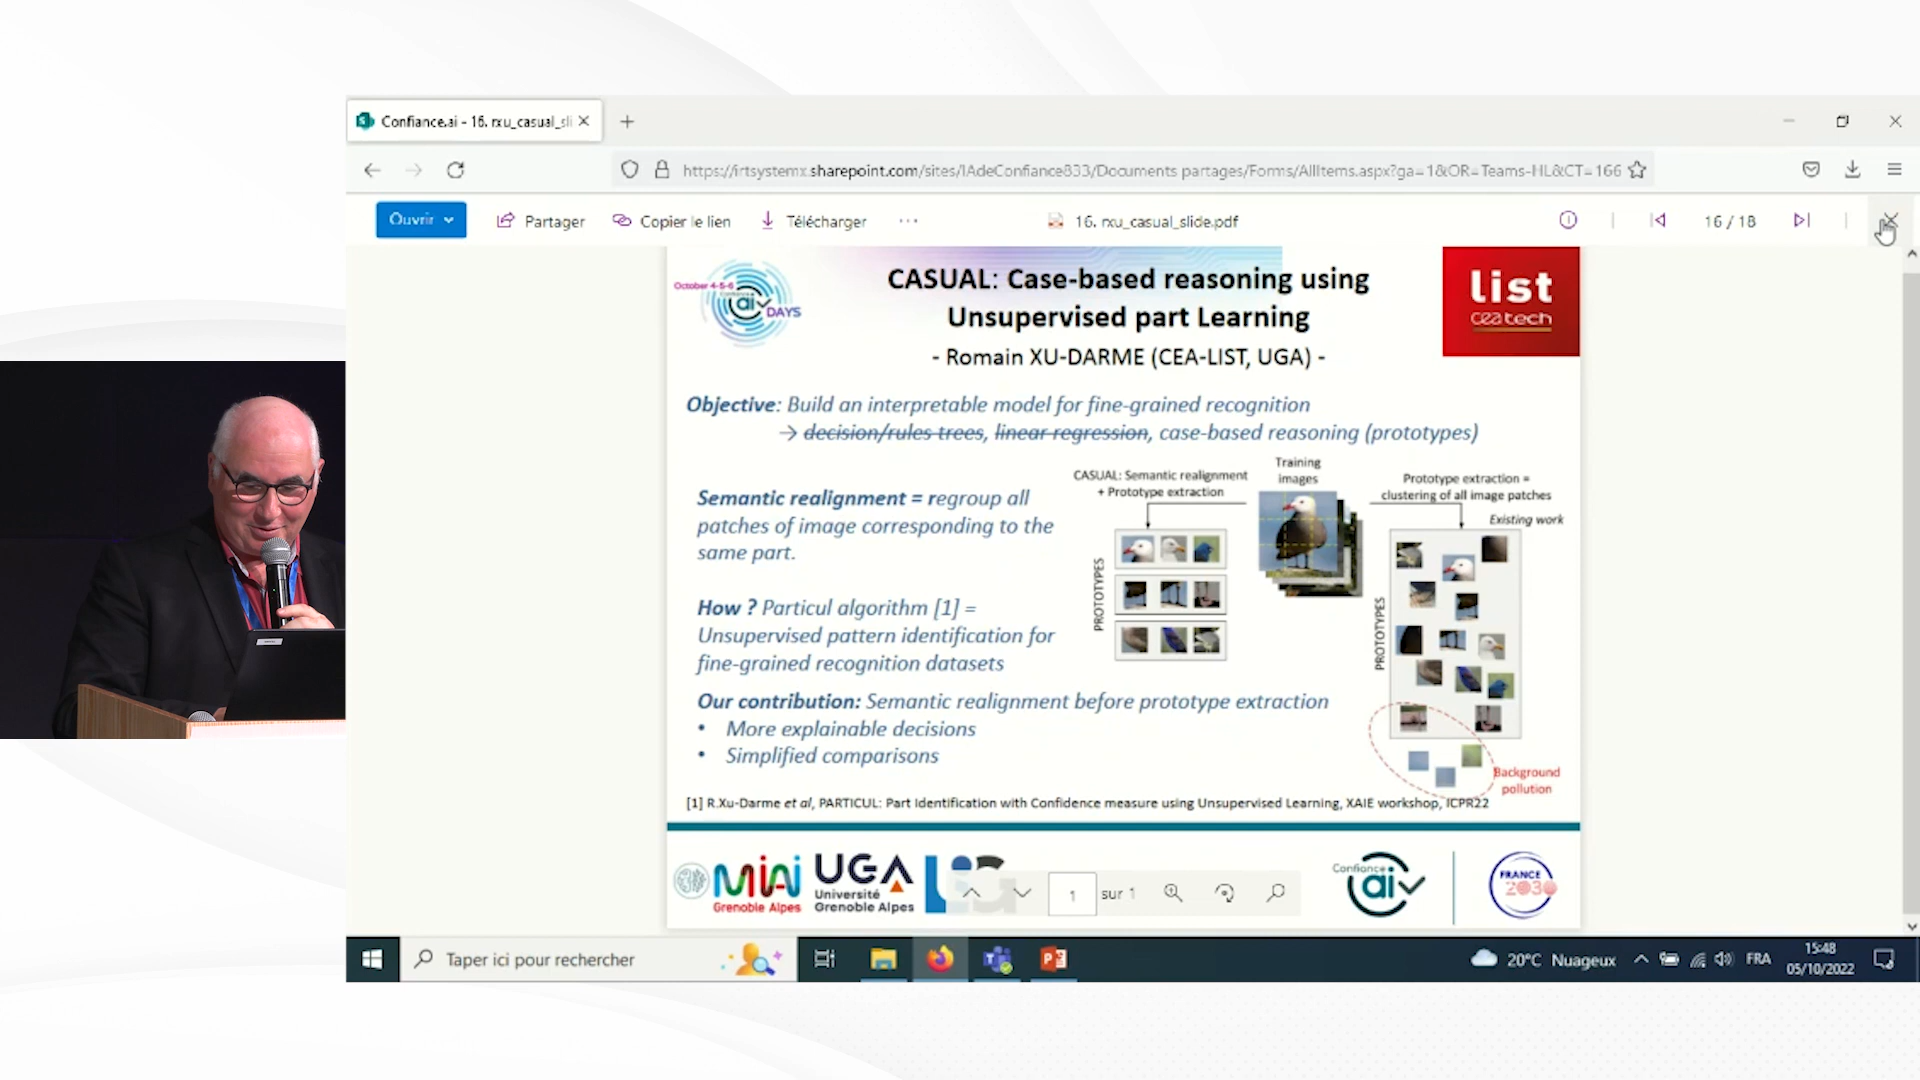 Confiance.ai - 16. rxu_casual_sli
https://irtsystemx.sharepoint.com/sites/IAdeConfiance833/Documents partages/Forms/AllItems.aspx?ga=1&OR=Teams-HL&CT=166
Ouvrir
Partager
Copier le lien
Télécharger
16. rxu_casual_slide.pdf
16 / 18
October 4-5-6
Confiance
ai
DAYS
CASUAL: Case-based reasoning using
Unsupervised part Learning
- Romain XU-DARME (CEA-LIST, UGA) -
list
cea tech
Objective: Build an interpretable model for fine-grained recognition
→ decision/rules trees, linear regression, case-based reasoning (prototypes)
Semantic realignment = regroup all
patches of image corresponding to the
same part.
How ? Particul algorithm [1] =
Unsupervised pattern identification for
fine-grained recognition datasets
CASUAL: Semantic realignment
+ Prototype extraction
Training
images
Prototype extraction =
clustering of all image patches
Existing work
PROTOTYPES
PROTOTYPES
Background
pollution
Our contribution: Semantic realignment before prototype extraction
• More explainable decisions
• Simplified comparisons
[1] R.Xu-Darme et al, PARTICUL: Part Identification with Confidence measure using Unsupervised Learning, XAIE workshop, ICPR22
MIAI
Grenoble Alpes
UGA
Université
Grenoble Alpes
1 sur 1
Confiance
ai
FRANCE
2030
Taper ici pour rechercher
20°C Nuageux
FRA
15:48
05/10/2022